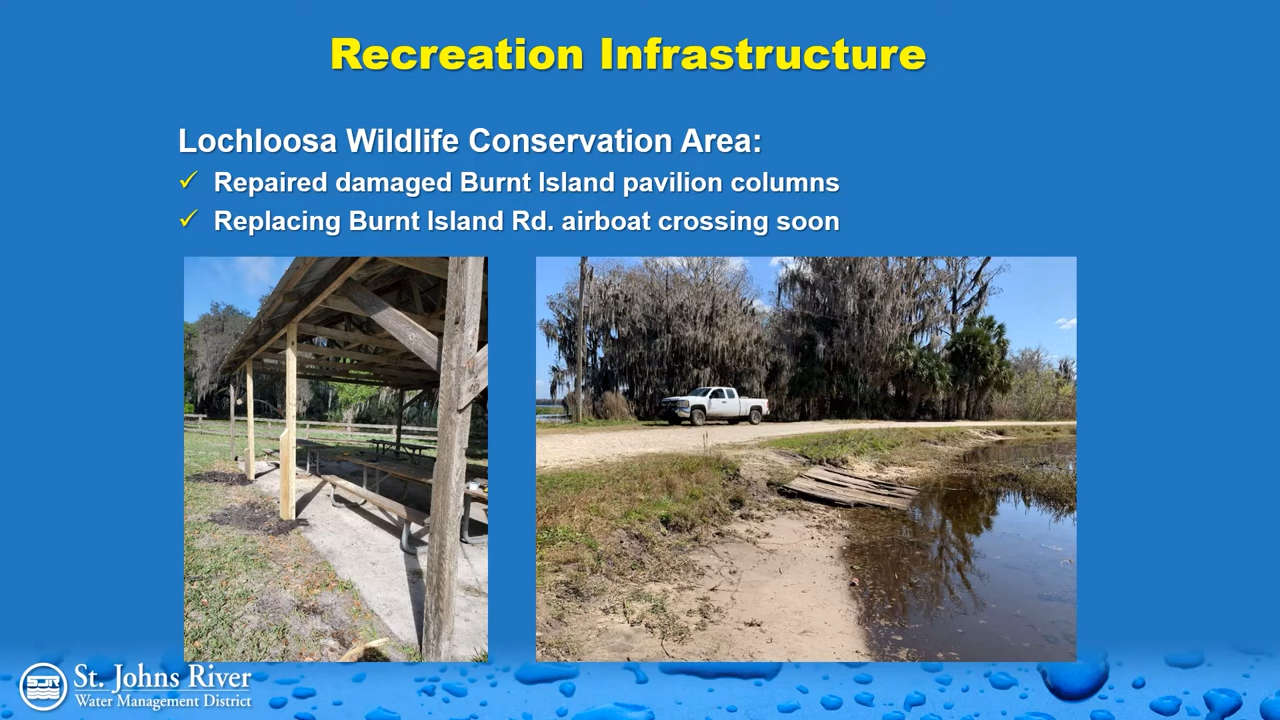 Recreation Infrastructure
Lochloosa Wildlife Conservation Area:
✓ Repaired damaged Burnt Island pavilion columns
✓ Replacing Burnt Island Rd. airboat crossing soon
SJR
St. Johns River
Water Management District